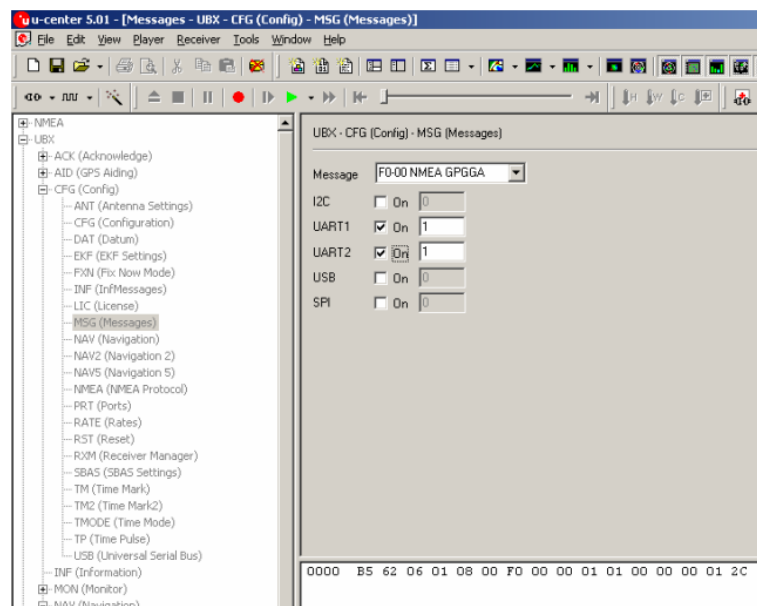 u-center 5.01 - [Messages - UBX - CFG (Config) - MSG (Messages)]
File Edit View Player Receiver Tools Window Help
NMEA
UBX
ACK (Acknowledge)
AID (GPS Aiding)
CFG (Config)
ANT (Antenna Settings)
CFG (Configuration)
DAT (Datum)
EKF (EKF Settings)
FXN (Fix Now Mode)
INF (InfMessages)
LIC (License)
MSG (Messages)
NAV (Navigation)
NAV2 (Navigation 2)
NAV5 (Navigation 5)
NMEA (NMEA Protocol)
PRT (Ports)
RATE (Rates)
RST (Reset)
RXM (Receiver Manager)
SBAS (SBAS Settings)
TM (Time Mark)
TM2 (Time Mark2)
TMODE (Time Mode)
TP (Time Pulse)
USB (Universal Serial Bus)
INF (Information)
MON (Monitor)
NAV (Navigation)
UBX - CFG (Config) - MSG (Messages)
Message F0-00 NMEA GPGGA
I2C On 0
UART1 On 1
UART2 On 1
USB On 0
SPI On 0
0000 B5 62 06 01 08 00 F0 00 00 01 01 00 00 00 01 2C